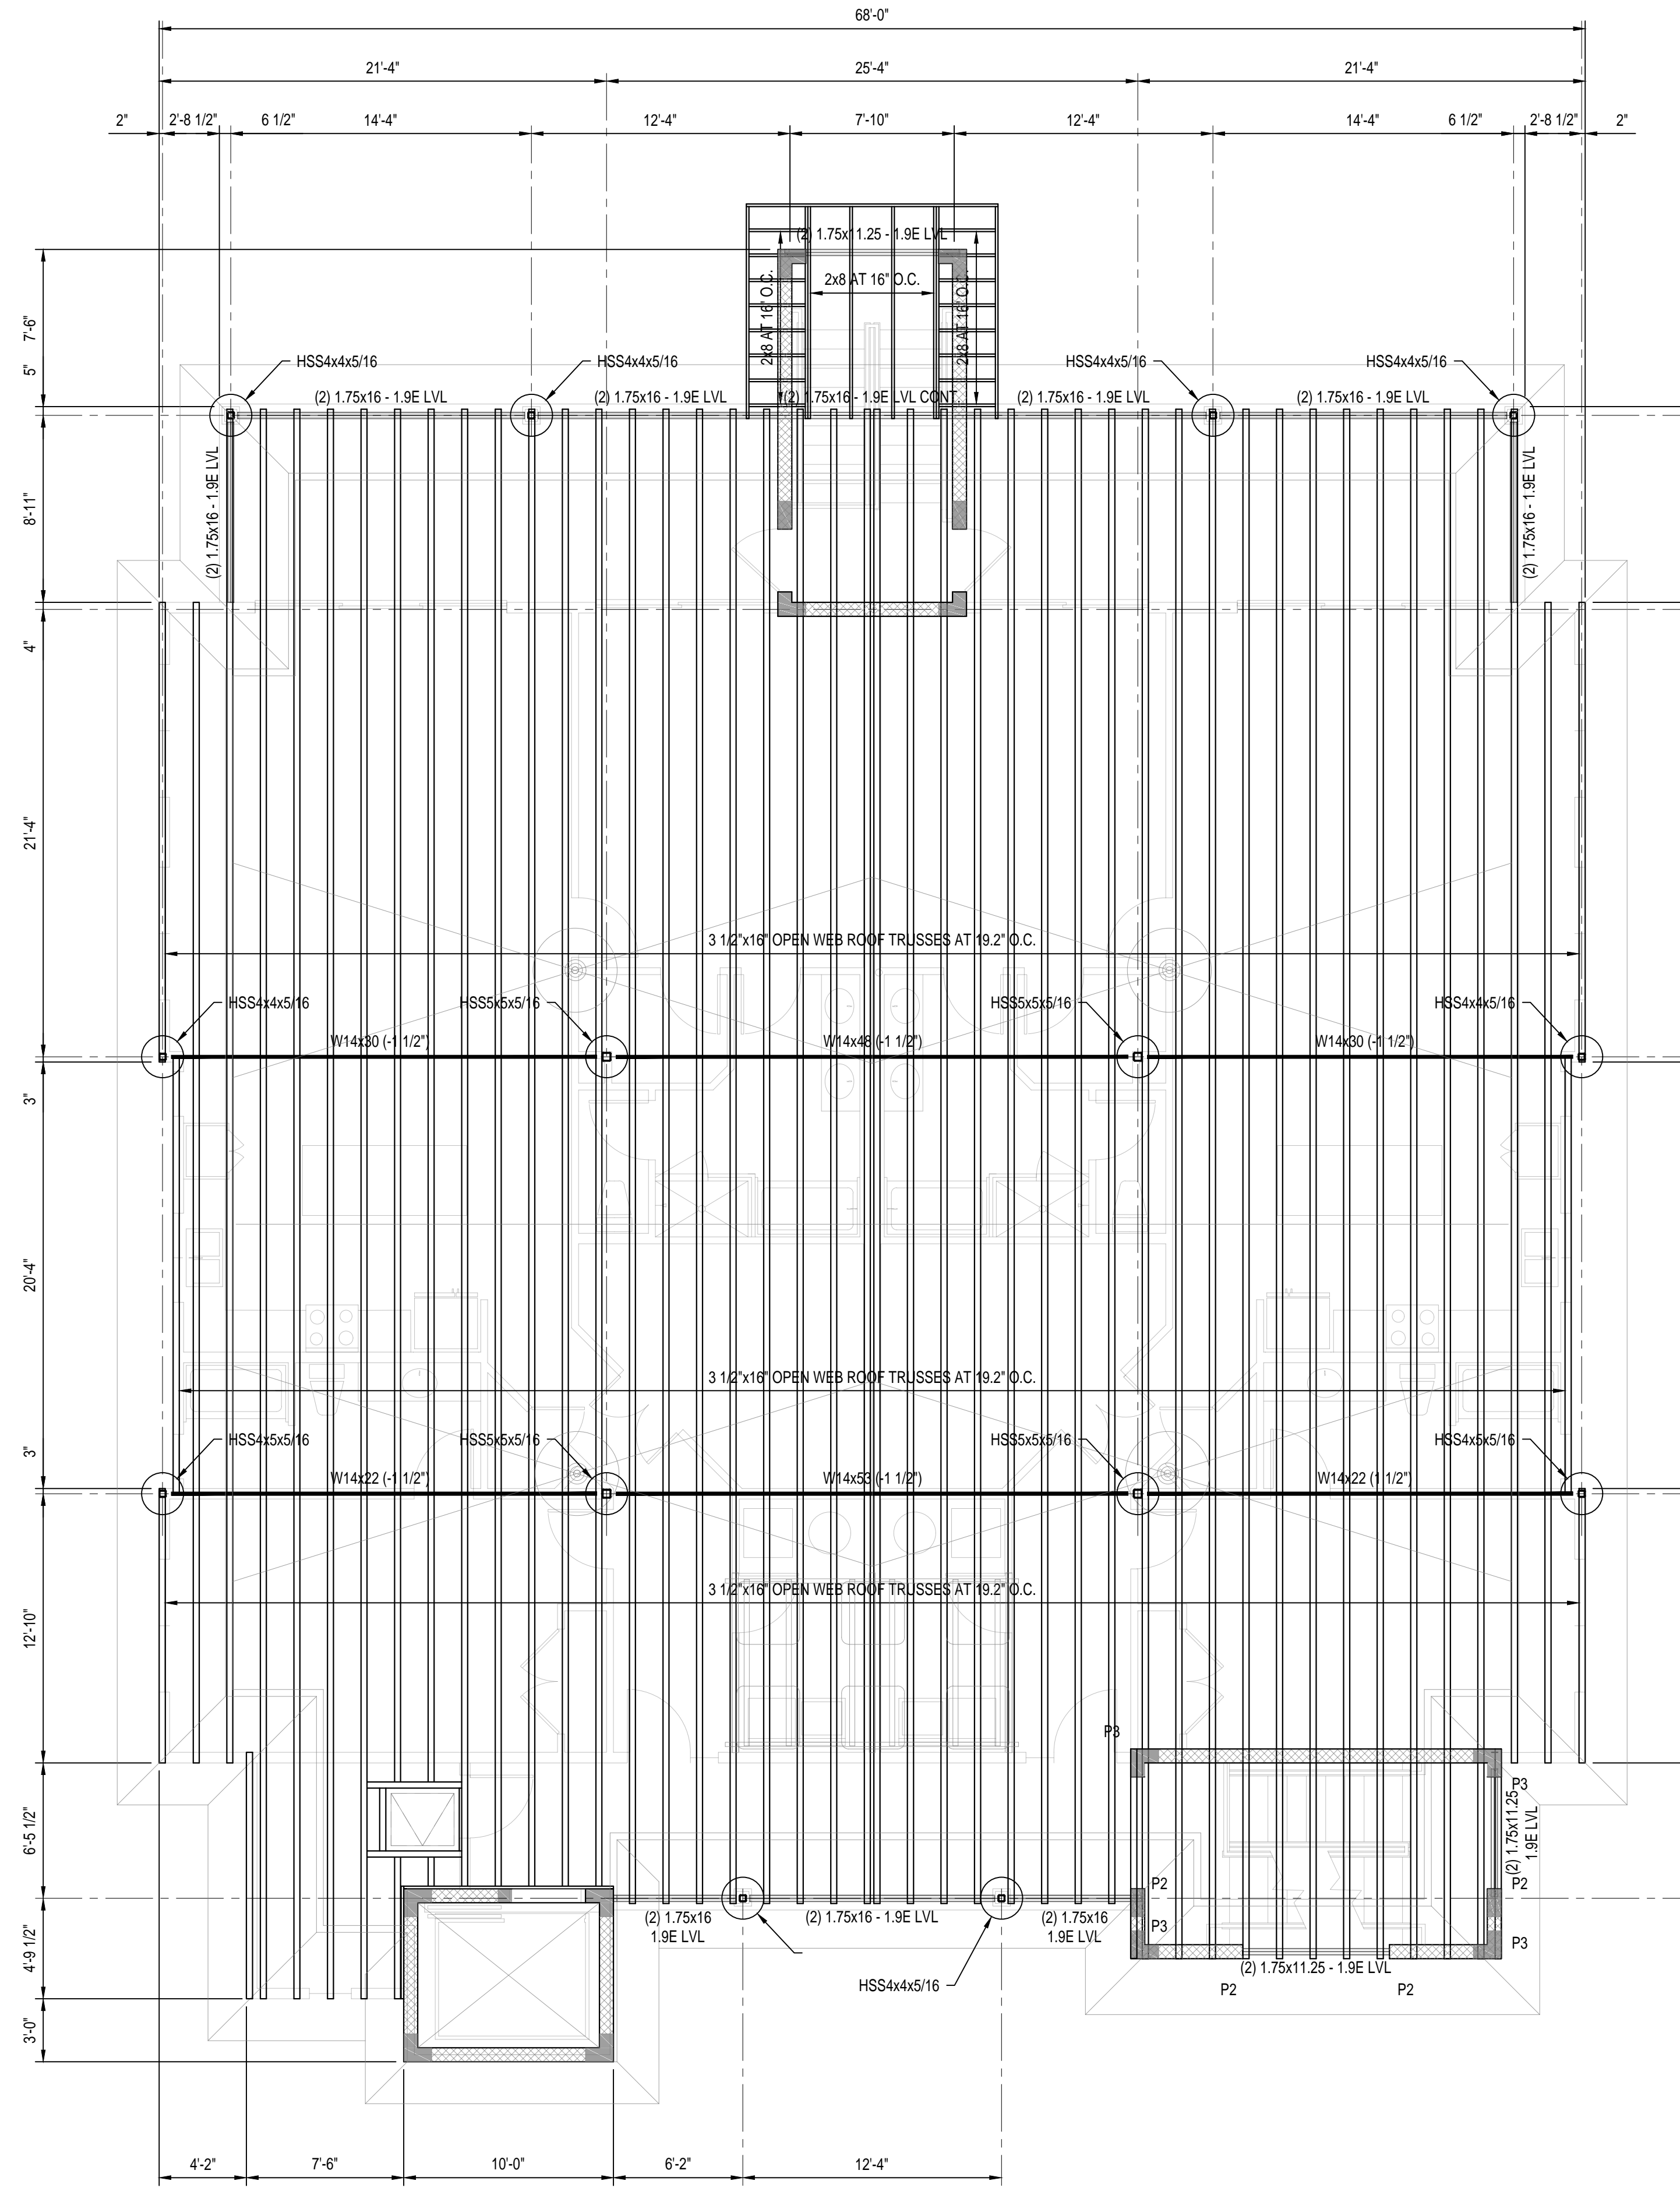 68'-0"
21'-4"
25'-4"
21'-4"
2"
2'-8 1/2"
6 1/2"
14'-4"
12'-4"
7'-10"
12'-4"
14'-4"
6 1/2"
2'-8 1/2"
2"
(2) 1.75x11.25 - 1.9E LVL
2x8 AT 16" O.C.
2x8 AT 16" O.C.
2x8 AT 16" O.C.
7'-6"
5"
HSS4x4x5/16
HSS4x4x5/16
HSS4x4x5/16
HSS4x4x5/16
(2) 1.75x16 - 1.9E LVL
(2) 1.75x16 - 1.9E LVL
(2) 1.75x16 - 1.9E LVL CONT.
(2) 1.75x16 - 1.9E LVL
(2) 1.75x16 - 1.9E LVL
(2) 1.75x16 - 1.9E LVL
(2) 1.75x16 - 1.9E LVL
8'-11"
4"
21'-4"
3 1/2"x16" OPEN WEB ROOF TRUSSES AT 19.2" O.C.
HSS4x4x5/16
HSS5x5x5/16
HSS5x5x5/16
HSS4x4x5/16
W14x30 (-1 1/2")
W14x48 (-1 1/2")
W14x30 (-1 1/2")
3"
20'-4"
3 1/2"x16" OPEN WEB ROOF TRUSSES AT 19.2" O.C.
HSS4x5x5/16
HSS5x5x5/16
HSS5x5x5/16
HSS4x5x5/16
3"
W14x22 (-1 1/2")
W14x53 (-1 1/2")
W14x22 (1 1/2")
3 1/2"x16" OPEN WEB ROOF TRUSSES AT 19.2" O.C.
12'-10"
P3
P3
(2) 1.75x11.25
1.9E LVL
6'-5 1/2"
P2
P2
(2) 1.75x16
1.9E LVL
(2) 1.75x16 - 1.9E LVL
(2) 1.75x16
1.9E LVL
P3
P3
4'-9 1/2"
(2) 1.75x11.25 - 1.9E LVL
HSS4x4x5/16
P2
P2
3'-0"
4'-2"
7'-6"
10'-0"
6'-2"
12'-4"